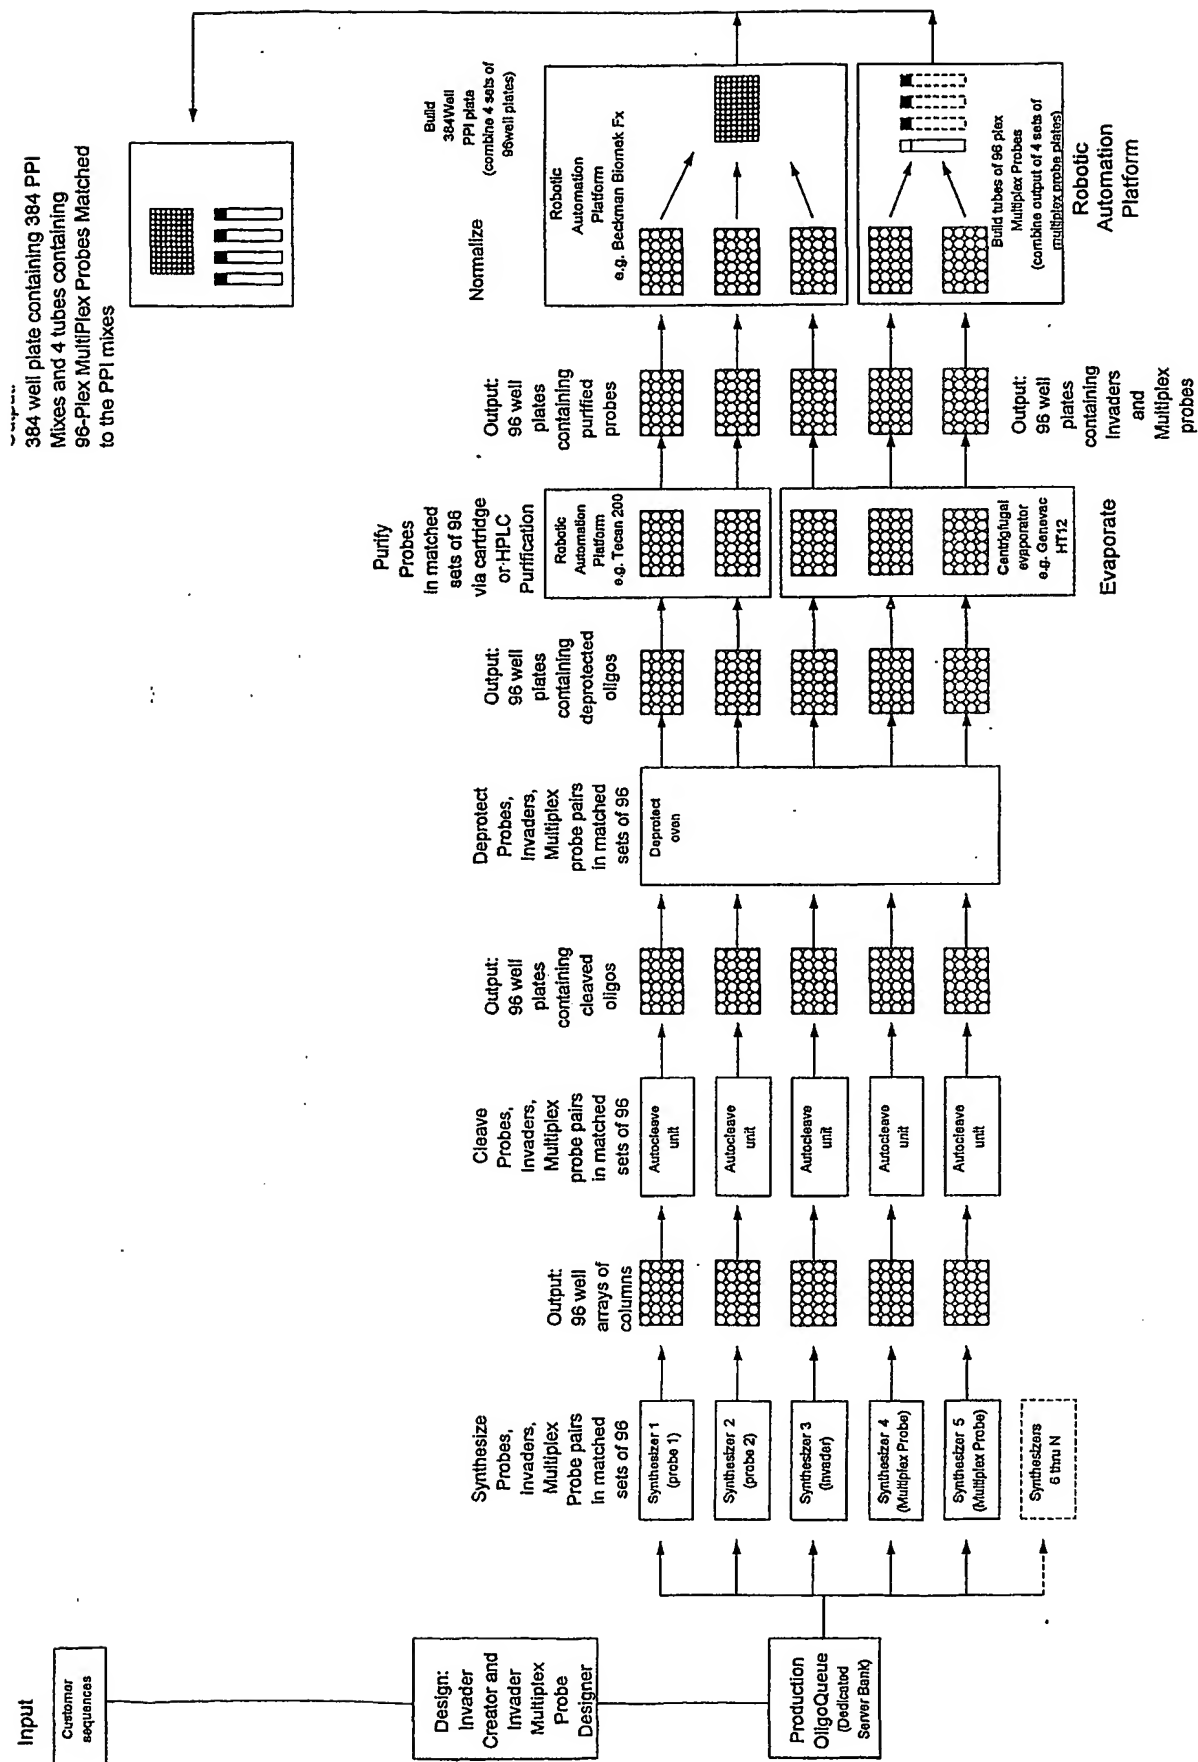 Input
Customer
sequences
Design:
Invader
Creator and
Invader
Multiplex
Probe
Designer
Production
OligoQueue
(Dedicated
Server Bank)
Synthesize
Probes,
Invaders,
Multiplex
Probe pairs
in matched
sets of 96
Synthesizer 1
(probe 1)
Synthesizer 2
(probe 2)
Synthesizer 3
(Invader)
Synthesizer 4
(Multiplex Probe)
Synthesizer 5
(Multiplex Probe)
Synthesizers
6 thru N
Output:
96 well
arrays of
columns
Cleave
Probes,
Invaders,
Multiplex
probe pairs
in matched
sets of 96
Autocleave
unit
Autocleave
unit
Autocleave
unit
Autocleave
unit
Autocleave
unit
Output:
96 well
plates
containing
cleaved
oligos
Deprotect
Probes,
Invaders,
Multiplex
probe pairs
in matched
sets of 96
Deprotect
oven
Output:
96 well
plates
containing
deprotected
oligos
Purify
Probes
in matched
sets of 96
via cartridge
or HPLC
Purification
Robotic
Automation
Platform
e.g. Tecan 200
Centrigfugal
evaporator
e.g. Genevac
HT12
Evaporate
Output:
96 well
plates
containing
purified
probes
Output:
96 well
plates
containing
Invaders
and
Multiplex
probes
Normalize
Build
384Well
PPI plate
(combine 4 sets of
96well plates)
Robotic
Automation
Platform
e.g. Beckman Biomek Fx
Build tubes of 96 plex
Multiplex Probes
(combine output of 4 sets of
multiplex probe plates)
Robotic
Automation
Platform
384 well plate containing 384 PPI
Mixes and 4 tubes containing
96-Plex MultiPlex Probes Matched
to the PPI mixes